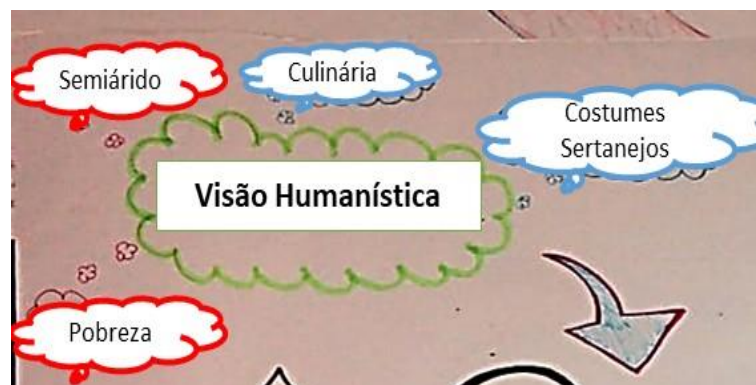 Semiárido
Culinária
Costumes
Sertanejos
Visão Humanística
Pobreza